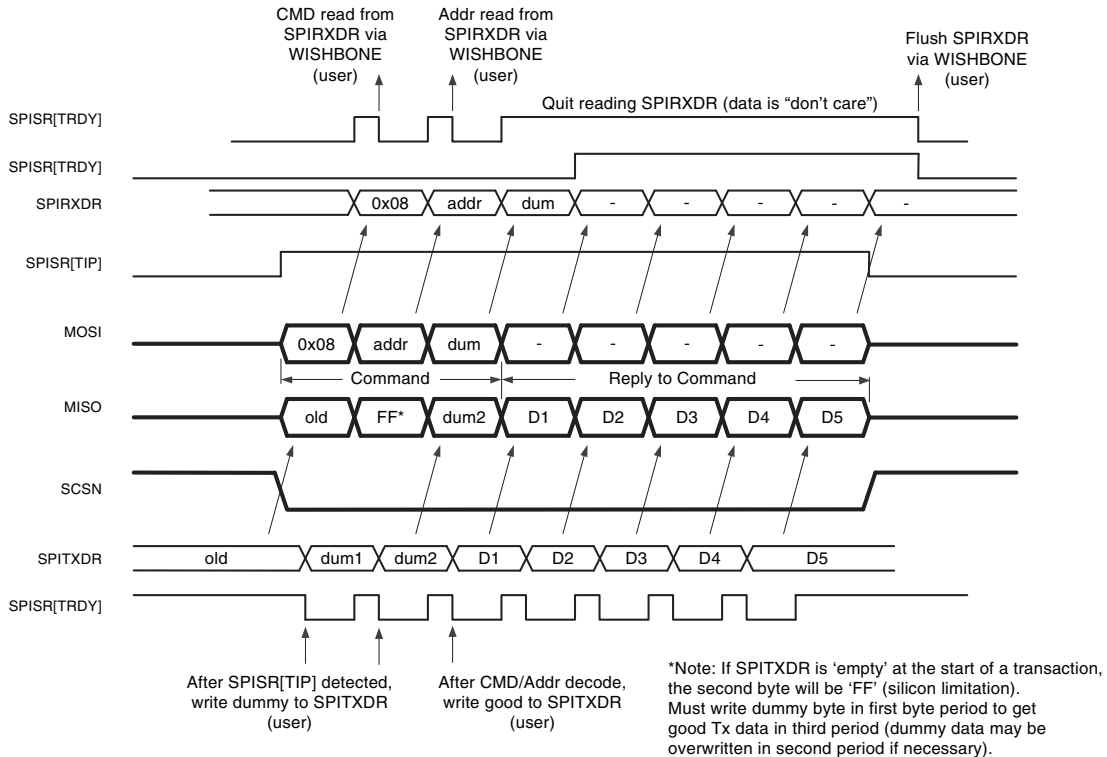 CMD read from
SPIRXDR via
WISHBONE
(user)
Addr read from
SPIRXDR via
WISHBONE
(user)
Flush SPIRXDR
via WISHBONE
(user)
Quit reading SPIRXDR (data is “don’t care”)
SPISR[TRDY]
SPISR[TRDY]
SPIRXDR
0x08 addr dum - - - - -
SPISR[TIP]
MOSI
0x08 addr dum - - - - -
Command
Reply to Command
MISO
old FF* dum2 D1 D2 D3 D4 D5
SCSN
SPITXDR
old dum1 dum2 D1 D2 D3 D4 D5
SPISR[TRDY]
After SPISR[TIP] detected,
write dummy to SPITXDR
(user)
After CMD/Addr decode,
write good to SPITXDR
(user)
*Note: If SPITXDR is ‘empty’ at the start of a transaction,
the second byte will be ‘FF’ (silicon limitation).
Must write dummy byte in first byte period to get
good Tx data in third period (dummy data may be
overwritten in second period if necessary).